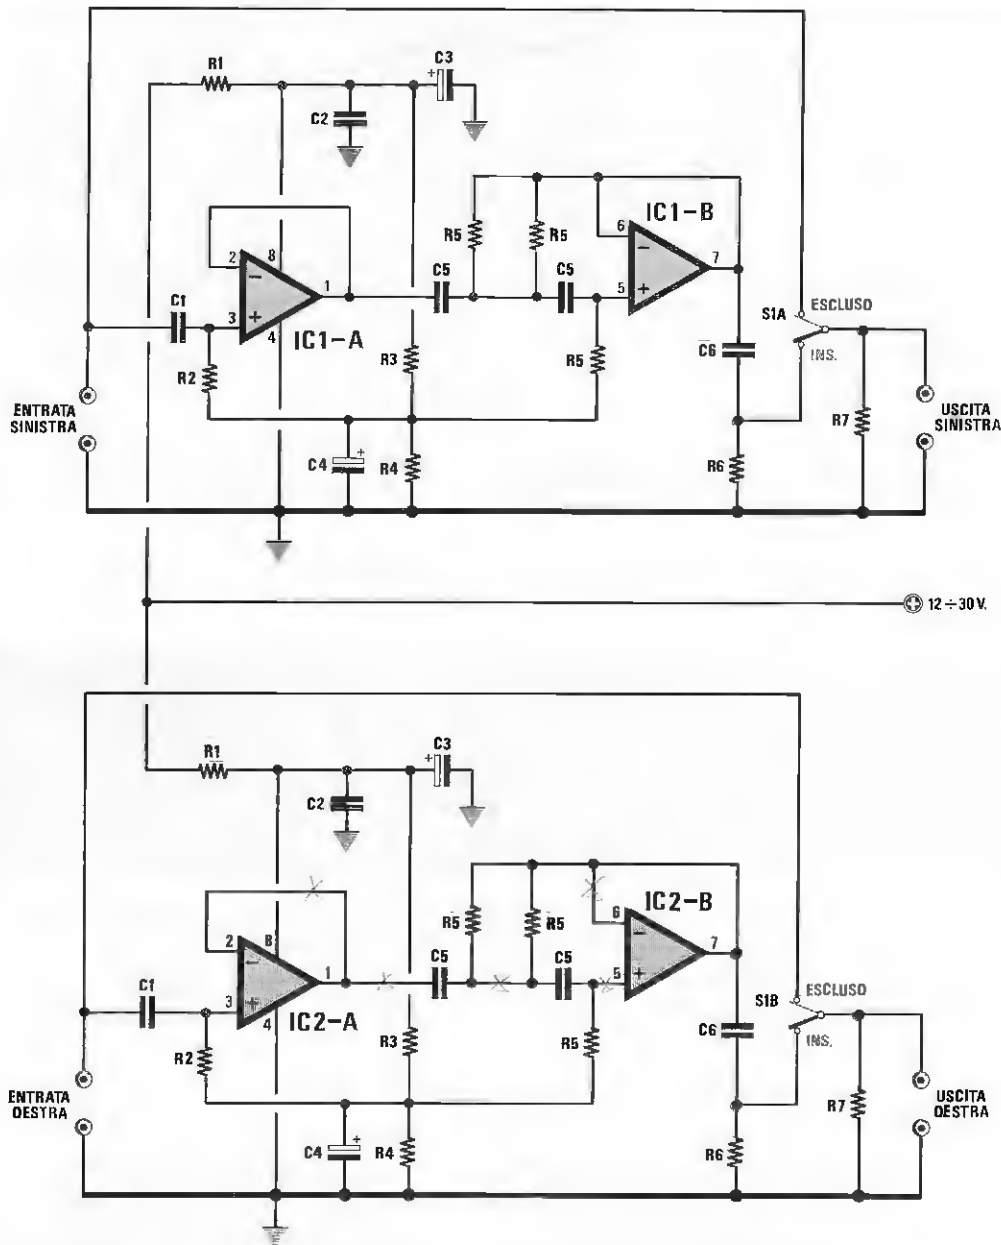 R1
C3
C2
IC1-B
R5
R5
6
7
2
8
C5
C5
5
1
C1
3
4
IC1-A
R3
R5
S1A
ESCLUSO
INS.
C6
R2
ENTRATA
SINISTRA
C4
R4
R6
R7
USCITA
SINISTRA
12÷30 V.
R1
C3
C2
IC2-B
R5
R5
6
7
2
8
C5
C5
5
1
C1
3
4
IC2-A
R3
R5
S1B
ESCLUSO
INS.
C6
R2
ENTRATA
DESTRA
C4
R4
R6
R7
USCITA
DESTRA